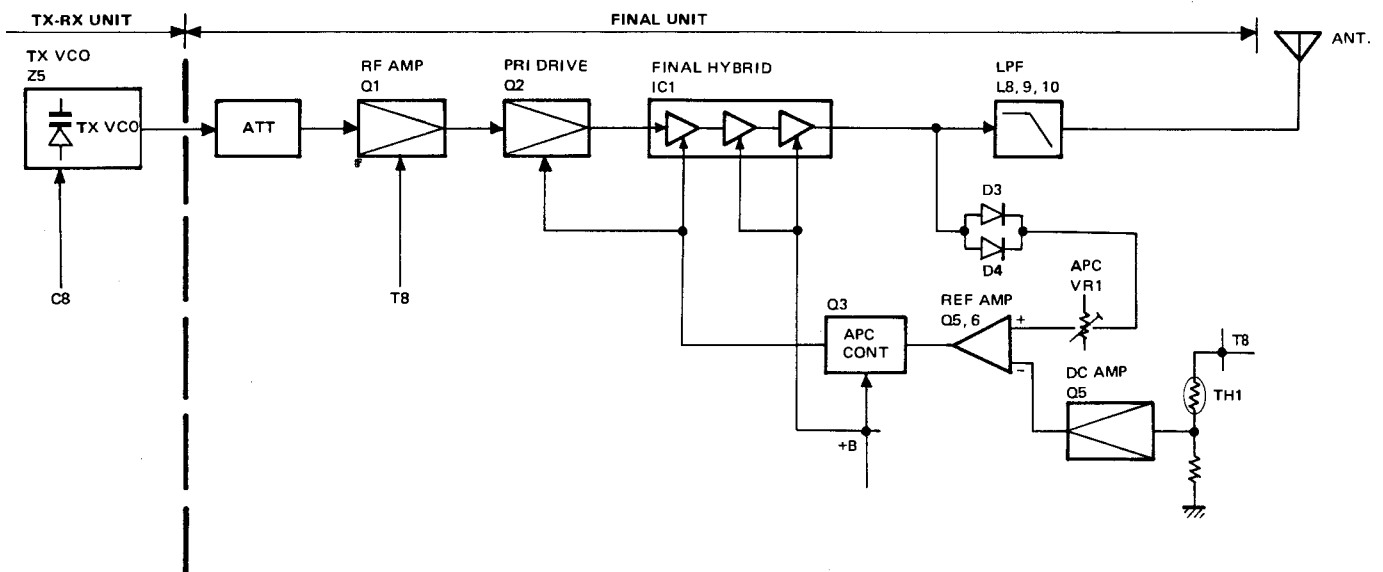 TX-RX UNIT
FINAL UNIT
ANT.
TX VCO
Z5
TX VCO
ATT
RF AMP
Q1
PRI DRIVE
Q2
FINAL HYBRID
IC1
LPF
L8, 9, 10
D3
D4
APC
VR1
C8
T8
Q3
APC
CONT
REF AMP
Q5, 6
+
-
DC AMP
Q5
T8
TH1
+B